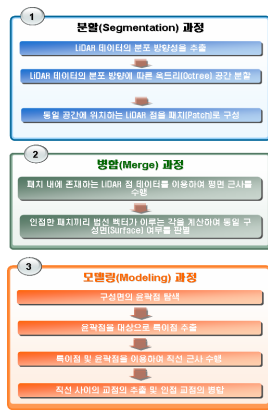 1
분할(Segmentation) 과정
LiDAR 데이터의 분포 방향성을 추출
LiDAR 데이터의 분포 방향에 따른 옥트리(Octree) 공간 분할
동일 공간에 위치하는 LiDAR 점을 패치(Patch)로 구성
2
병합(Merge) 과정
패치 내에 존재하는 LiDAR 점 데이터를 이용하여 평면 근사를
수행
인접한 패치끼리 법선 벡터가 이루는 각을 계산하여 동일 구
성면(Surface) 여부를 판별
3
모델링(Modeling) 과정
구성면의 윤곽점 탐색
윤곽점을 대상으로 특이점 추출
특이점 및 윤곽점을 이용하여 직선 근사 수행
직선 사이의 교점의 추출 및 인접 교점의 병합